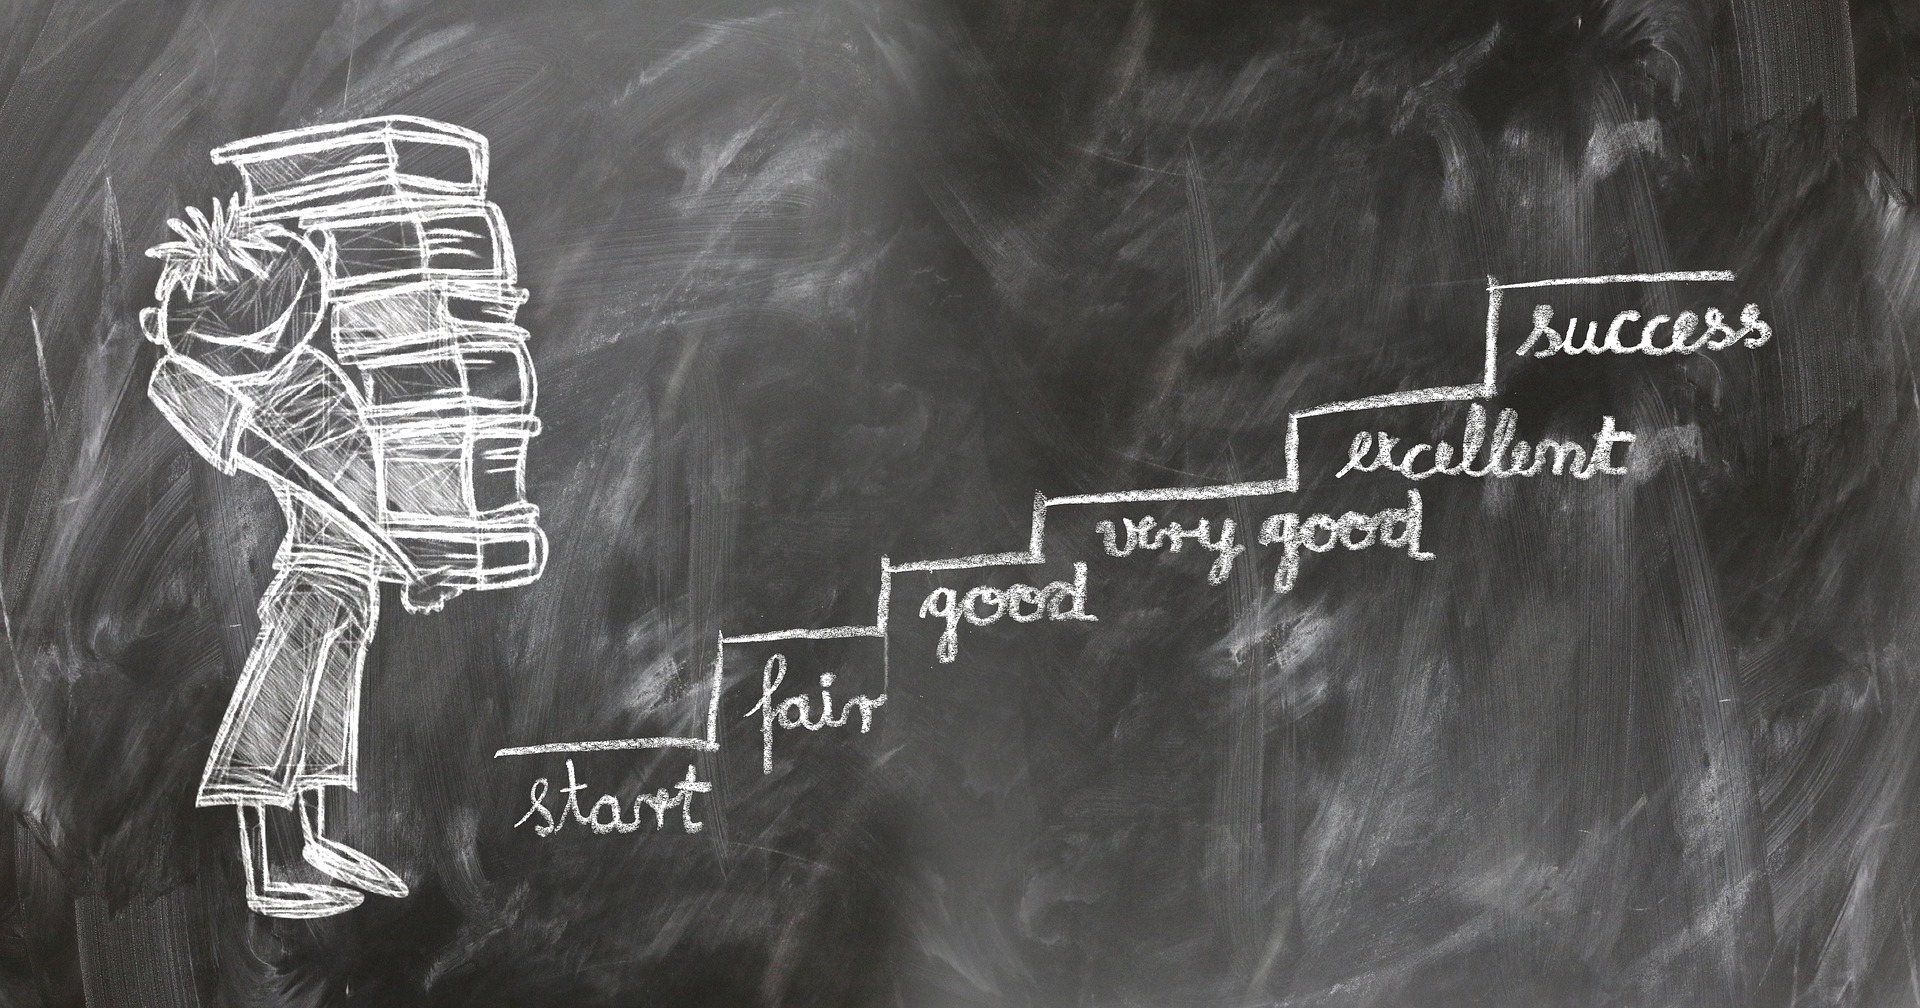 start
fair
good
very good
excellent
success